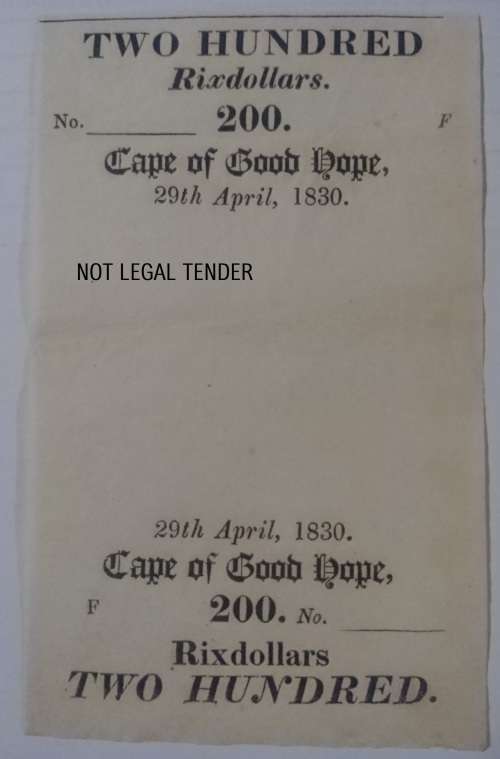 TWO HUNDRED
Rixdollars.
No. 200. F
Cape of Good Hope,
29th April, 1830.
NOT LEGAL TENDER
29th April, 1830.
Cape of Good Hope,
F 200. No.
Rixdollars
TWO HUNDRED.